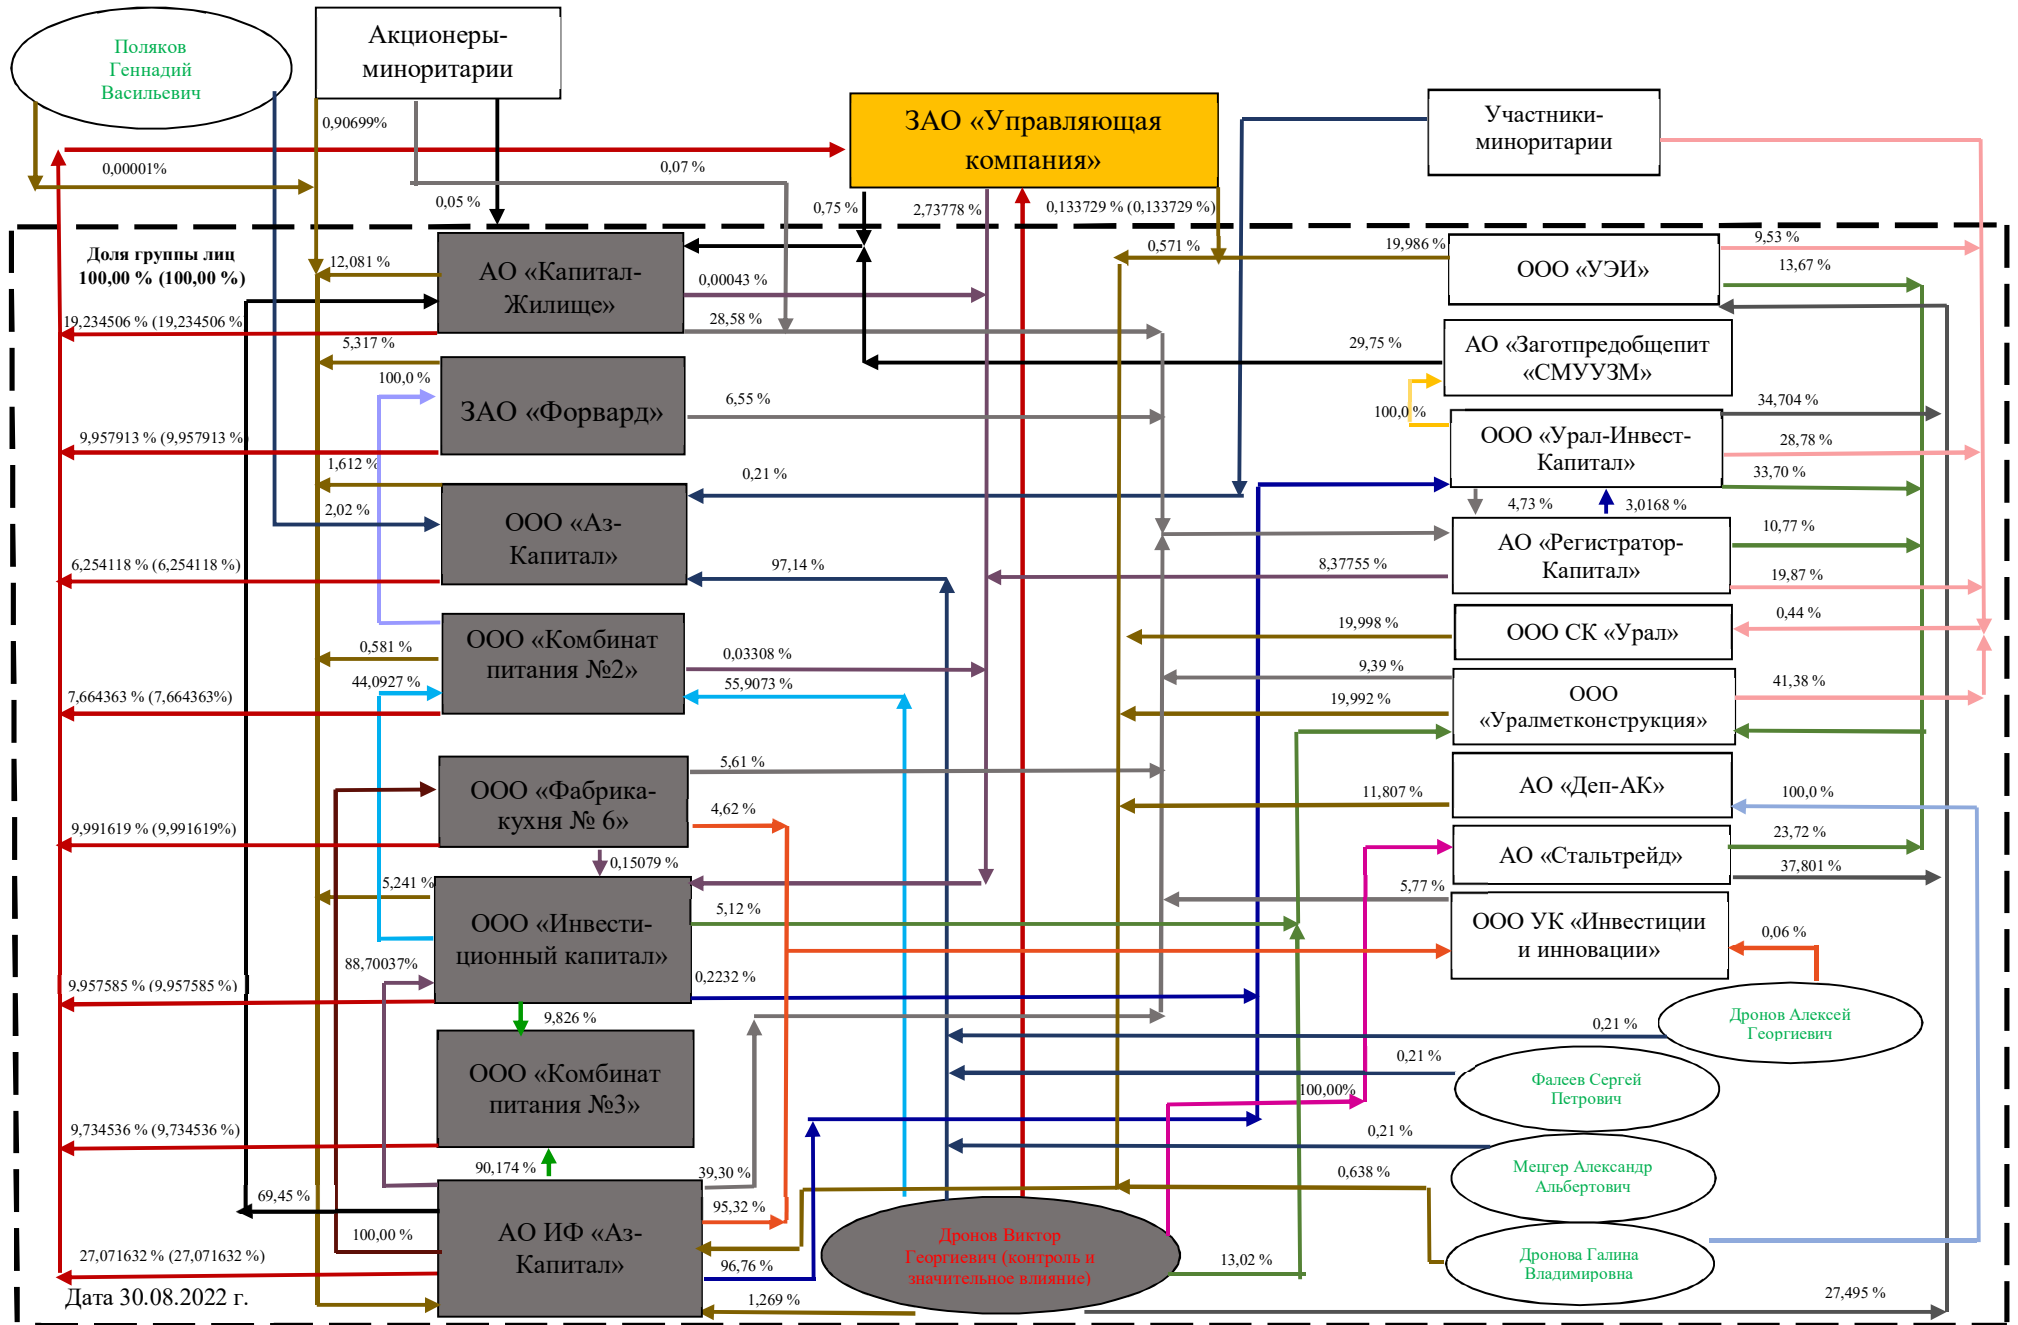 Поляков
Геннадий
Васильевич
Акционеры-
миноритарии
0,90699%
0,00001%
0,07 %
0,05 %
ЗАО «Управляющая
компания»
Участники-
миноритарии
0,75 %
2,73778 %
0,133729 % (0,133729 %)
Доля группы лиц
100,00 % (100,00 %)
12,081 %
АО «Капитал-
Жилище»
0,00043 %
28,58 %
0,571 %
19,986 %
ООО «УЭИ»
9,53 %
13,67 %
19,234506 % (19,234506 %
5,317 %
29,75 %
АО «Заготпредобщепит
«СМУУЗМ»
100,0 %
ЗАО «Форвард»
6,55 %
100,0%
34,704 %
ООО «Урал-Инвест-
Капитал»
28,78 %
33,70 %
9,957913 % (9,957913 %)
1,612 %
0,21 %
2,02 %
ООО «Аз-
Капитал»
4,73 %
3,0168 %
АО «Регистратор-
Капитал»
10,77 %
19,87 %
6,254118 % (6,254118 %)
97,14 %
8,37755 %
ООО «Комбинат
питания №2»
0,581 %
0,03308 %
19,998 %
ООО СК «Урал»
0,44 %
44,0927 %
55,9073 %
9,39 %
ООО
«Уралметконструкция»
41,38 %
19,992 %
7,664363 % (7,664363%)
5,61 %
ООО «Фабрика-
кухня № 6»
4,62 %
11,807 %
АО «Деп-АК»
100,0 %
9,991619 % (9,991619%)
0,15079 %
АО «Стальтрейд»
23,72 %
37,801 %
5,241 %
ООО «Инвести-
ционный капитал»
5,12 %
5,77 %
ООО УК «Инвестиции
и инновации»
0,06 %
88,70037%
0,2232 %
9,957585 % (9,957585 %)
9,826 %
0,21 %
Дронов Алексей
Георгиевич
ООО «Комбинат
питания №3»
0,21 %
Фалеев Сергей
Петрович
100,00%
9,734536 % (9,734536 %)
0,21 %
90,174 %
39,30 %
0,638 %
Мецгер Александр
Альбертович
69,45 %
95,32 %
100,00 %
АО ИФ «Аз-
Капитал»
Дронов Виктор
Георгиевич (контроль и
значительное влияние)
Дронова Галина
Владимировна
27,071632 % (27,071632 %)
96,76 %
13,02 %
Дата 30.08.2022 г.
1,269 %
27,495 %